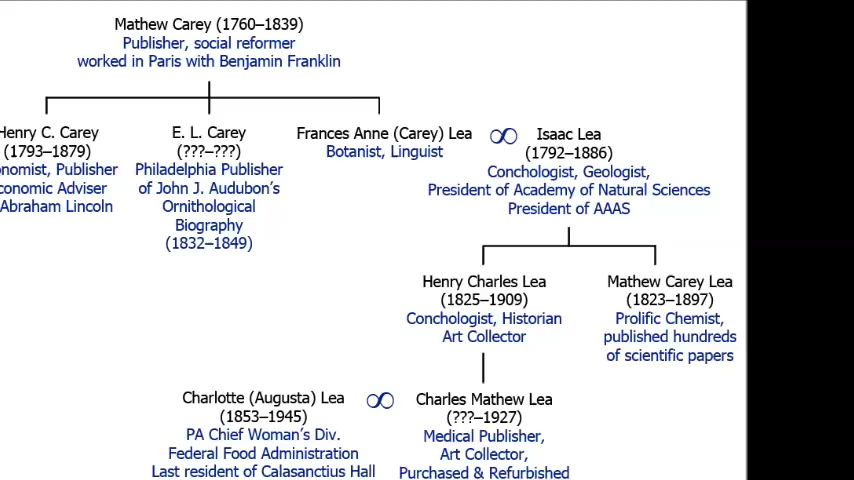 Mathew Carey (1760–1839)
Publisher, social reformer
worked in Paris with Benjamin Franklin
Henry C. Carey
(1793–1879)
Publisher
Adviser
Abraham Lincoln
E. L. Carey
(???–???)
Philadelphia Publisher
of John J. Audubon's
Ornithological
Biography
(1832–1849)
Frances Anne (Carey) Lea
Botanist, Linguist
∞
Isaac Lea
(1792–1886)
Conchologist, Geologist,
President of Academy of Natural Sciences
President of AAAS
Henry Charles Lea
(1825–1909)
Conchologist, Historian
Art Collector
Mathew Carey Lea
(1823–1897)
Prolific Chemist,
published hundreds
of scientific papers
Charlotte (Augusta) Lea
(1853–1945)
PA Chief Woman's Div.
Federal Food Administration
Last resident of Calasanctius Hall
∞
Charles Mathew Lea
(???–1927)
Medical Publisher,
Art Collector,
Purchased & Refurbished